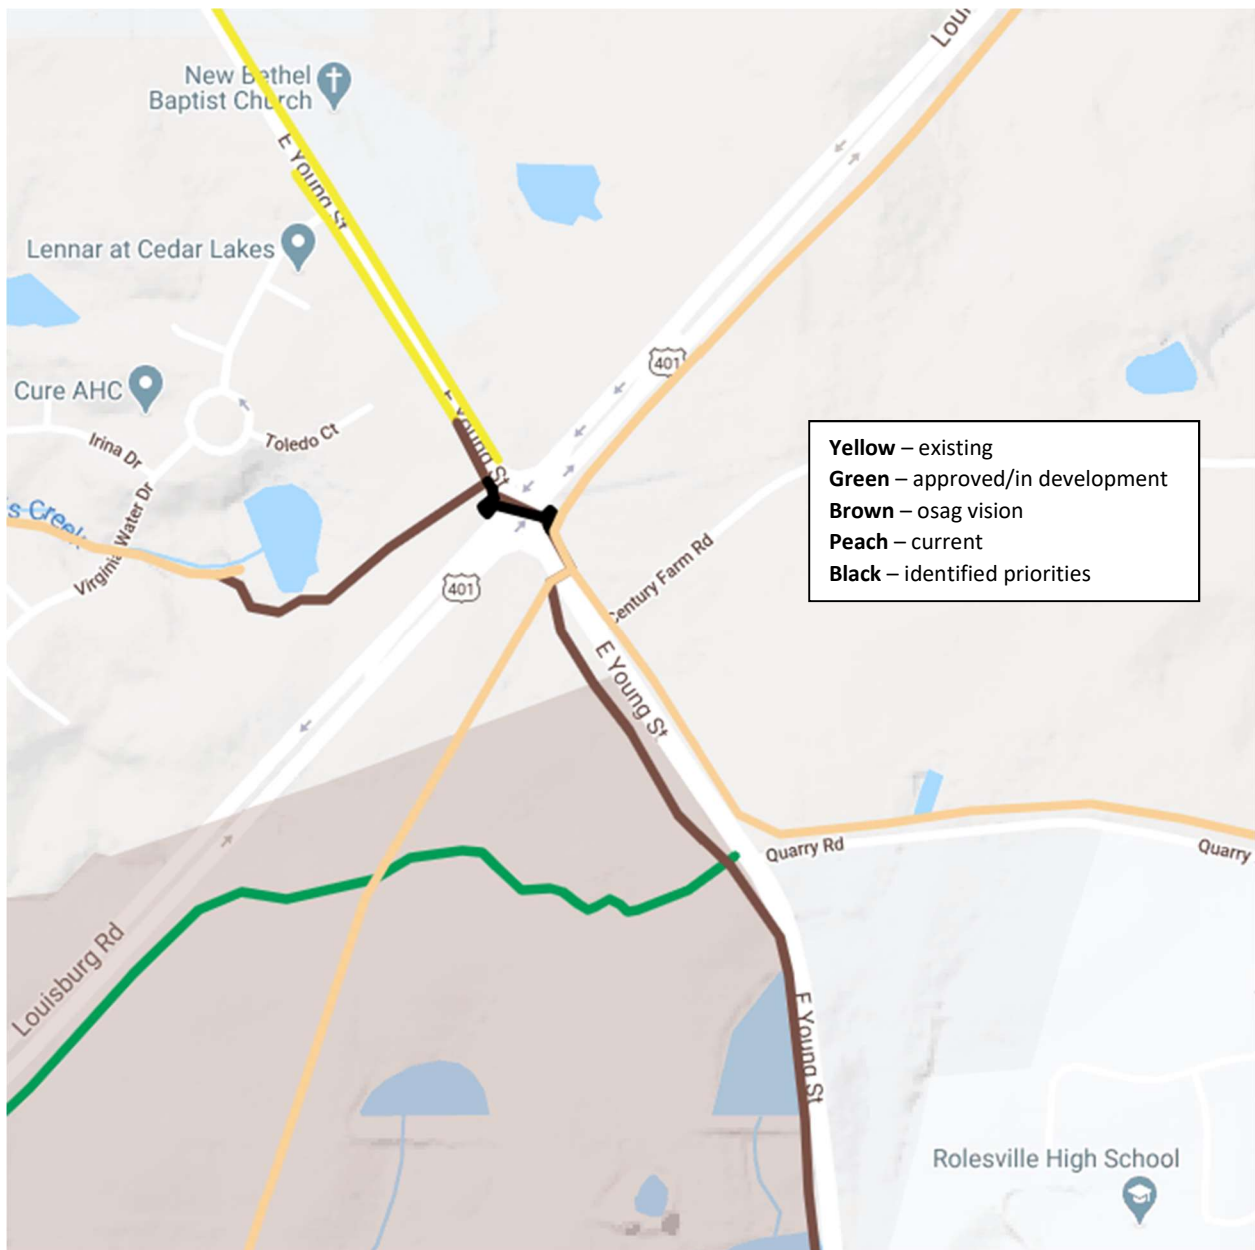 New Bethel
Baptist Church
E Young St
Lennar at Cedar Lakes
Cure AHC
Irina Dr
Toledo Ct
Virginia Water Dr
Creek
401
401
E Young St
Century Farm Rd
E Young St
Yellow – existing
Green – approved/in development
Brown – osag vision
Peach – current
Black – identified priorities
Quarry Rd
Quarry
Louisburg Rd
E Young St
Rolesville High School